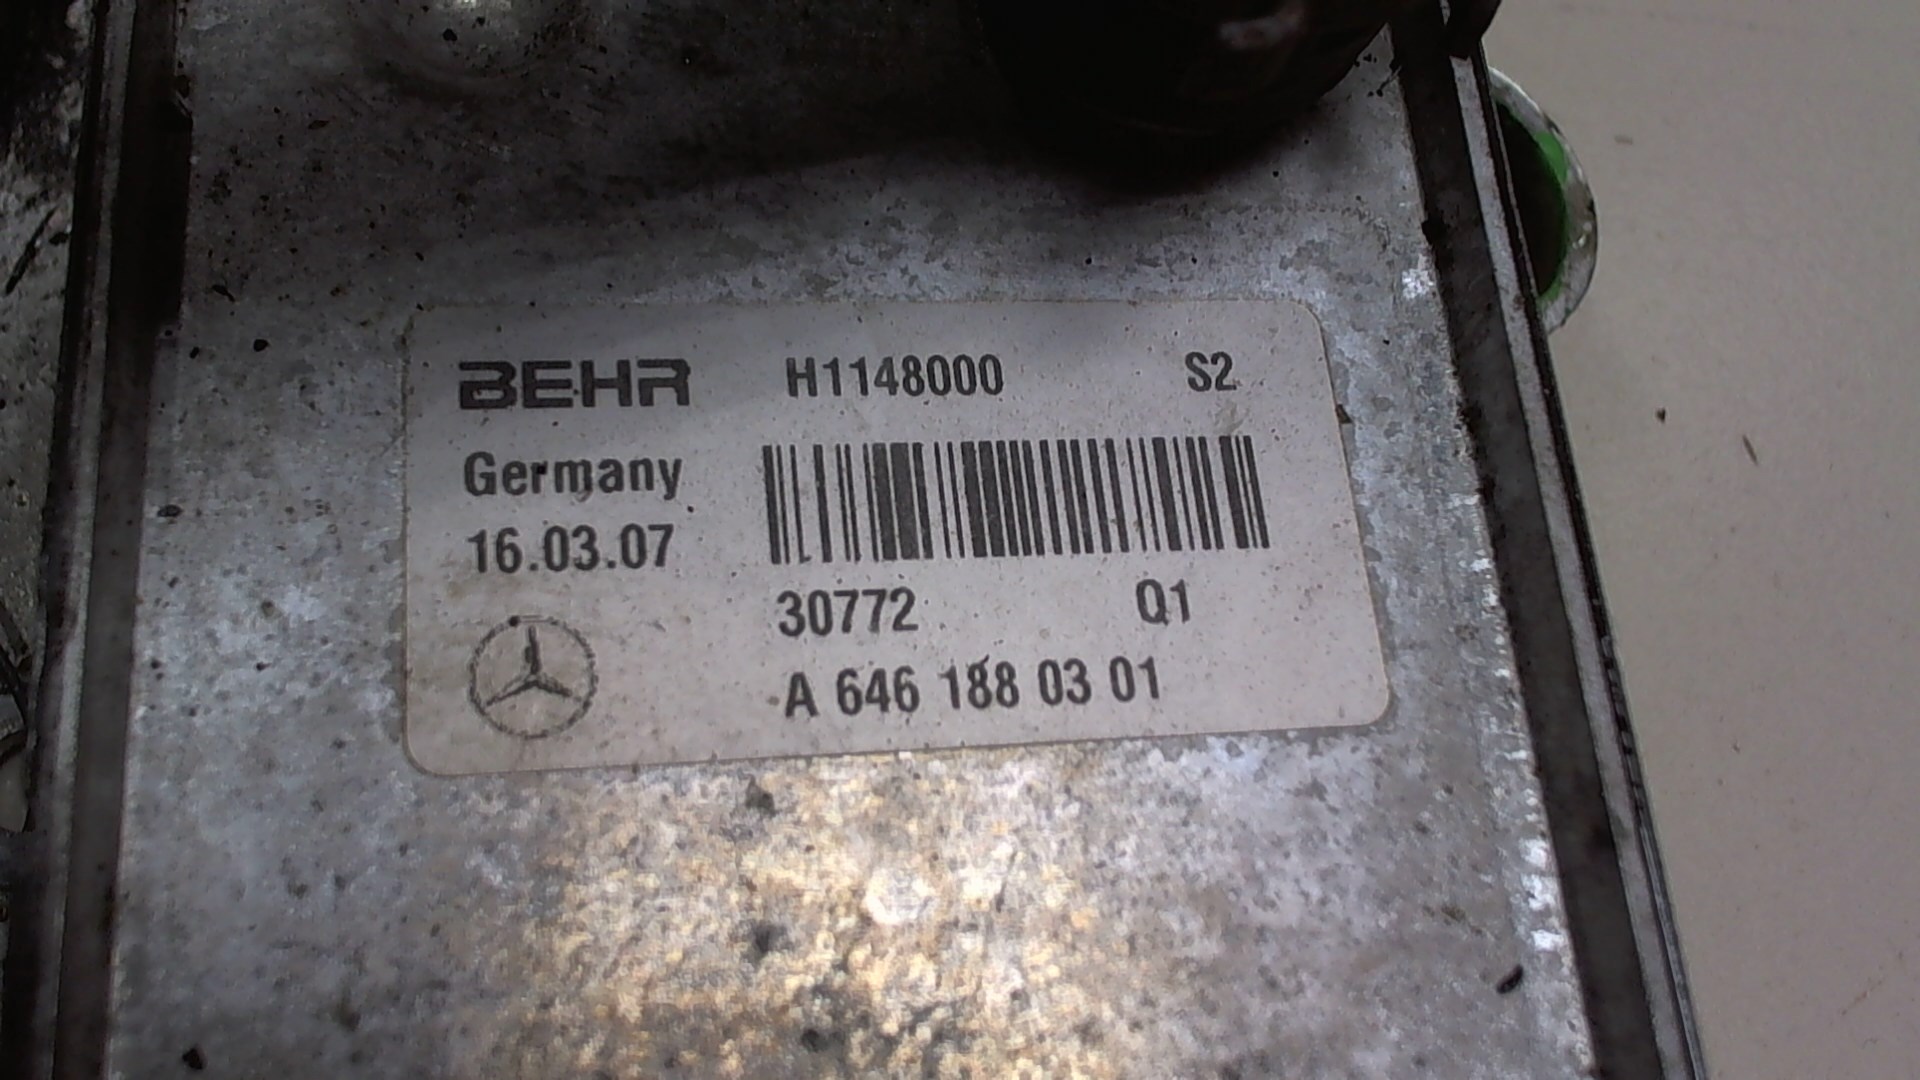 BEHR H1148000 S2
Germany
16.03.07
30772 Q1
A 646 188 03 01